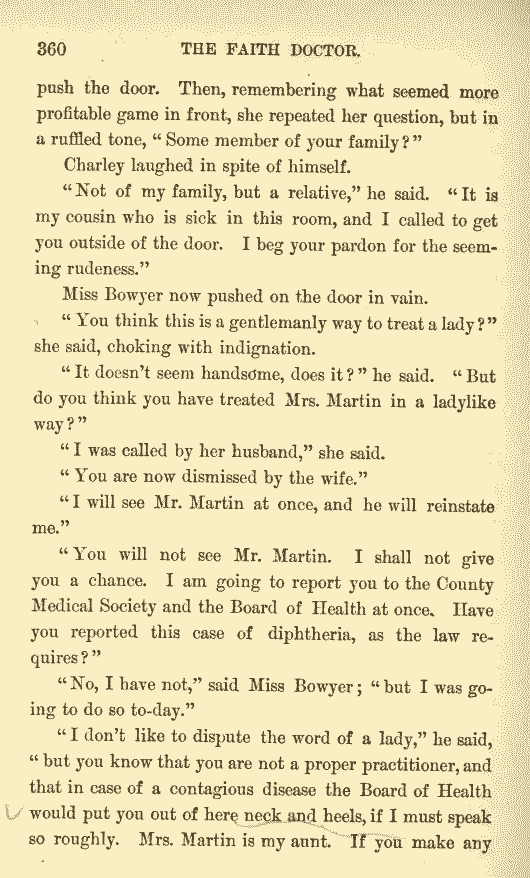 360 THE FAITH DOCTOR.
push the door. Then, remembering what seemed more
profitable game in front, she repeated her question, but in
a ruffled tone, “Some member of your family?”
Charley laughed in spite of himself.
“Not of my family, but a relative,” he said. “It is
my cousin who is sick in this room, and I called to get
you outside of the door. I beg your pardon for the seem-
ing rudeness.”
Miss Bowyer now pushed on the door in vain.
“You think this is a gentlemanly way to treat a lady?”
she said, choking with indignation.
“It doesn't seem handsome, does it?” he said. “But
do you think you have treated Mrs. Martin in a ladylike
way?”
“I was called by her husband,” she said.
“You are now dismissed by the wife.”
“I will see Mr. Martin at once, and he will reinstate
me.”
“You will not see Mr. Martin. I shall not give
you a chance. I am going to report you to the County
Medical Society and the Board of Health at once. Have
you reported this case of diphtheria, as the law re-
quires?”
“No, I have not,” said Miss Bowyer; “but I was go-
ing to do so to-day.”
“I don't like to dispute the word of a lady,” he said,
“but you know that you are not a proper practitioner, and
that in case of a contagious disease the Board of Health
would put you out of here neck and heels, if I must speak
so roughly. Mrs. Martin is my aunt. If you make any